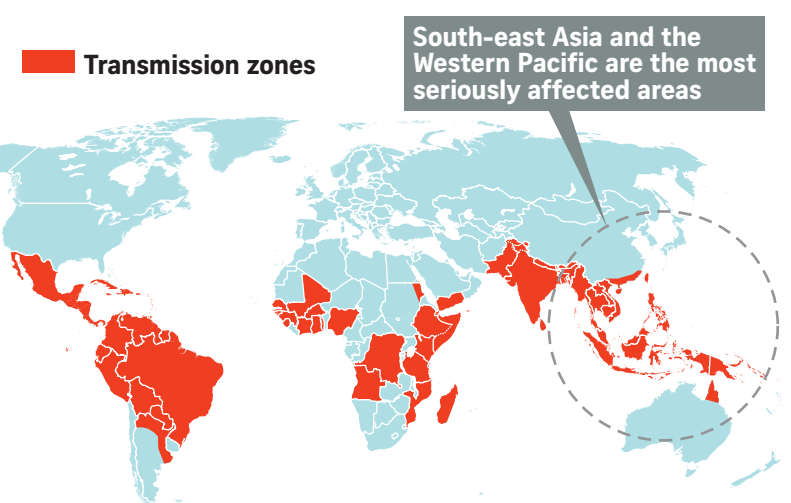 Transmission zones
South-east Asia and the
Western Pacific are the most
seriously affected areas